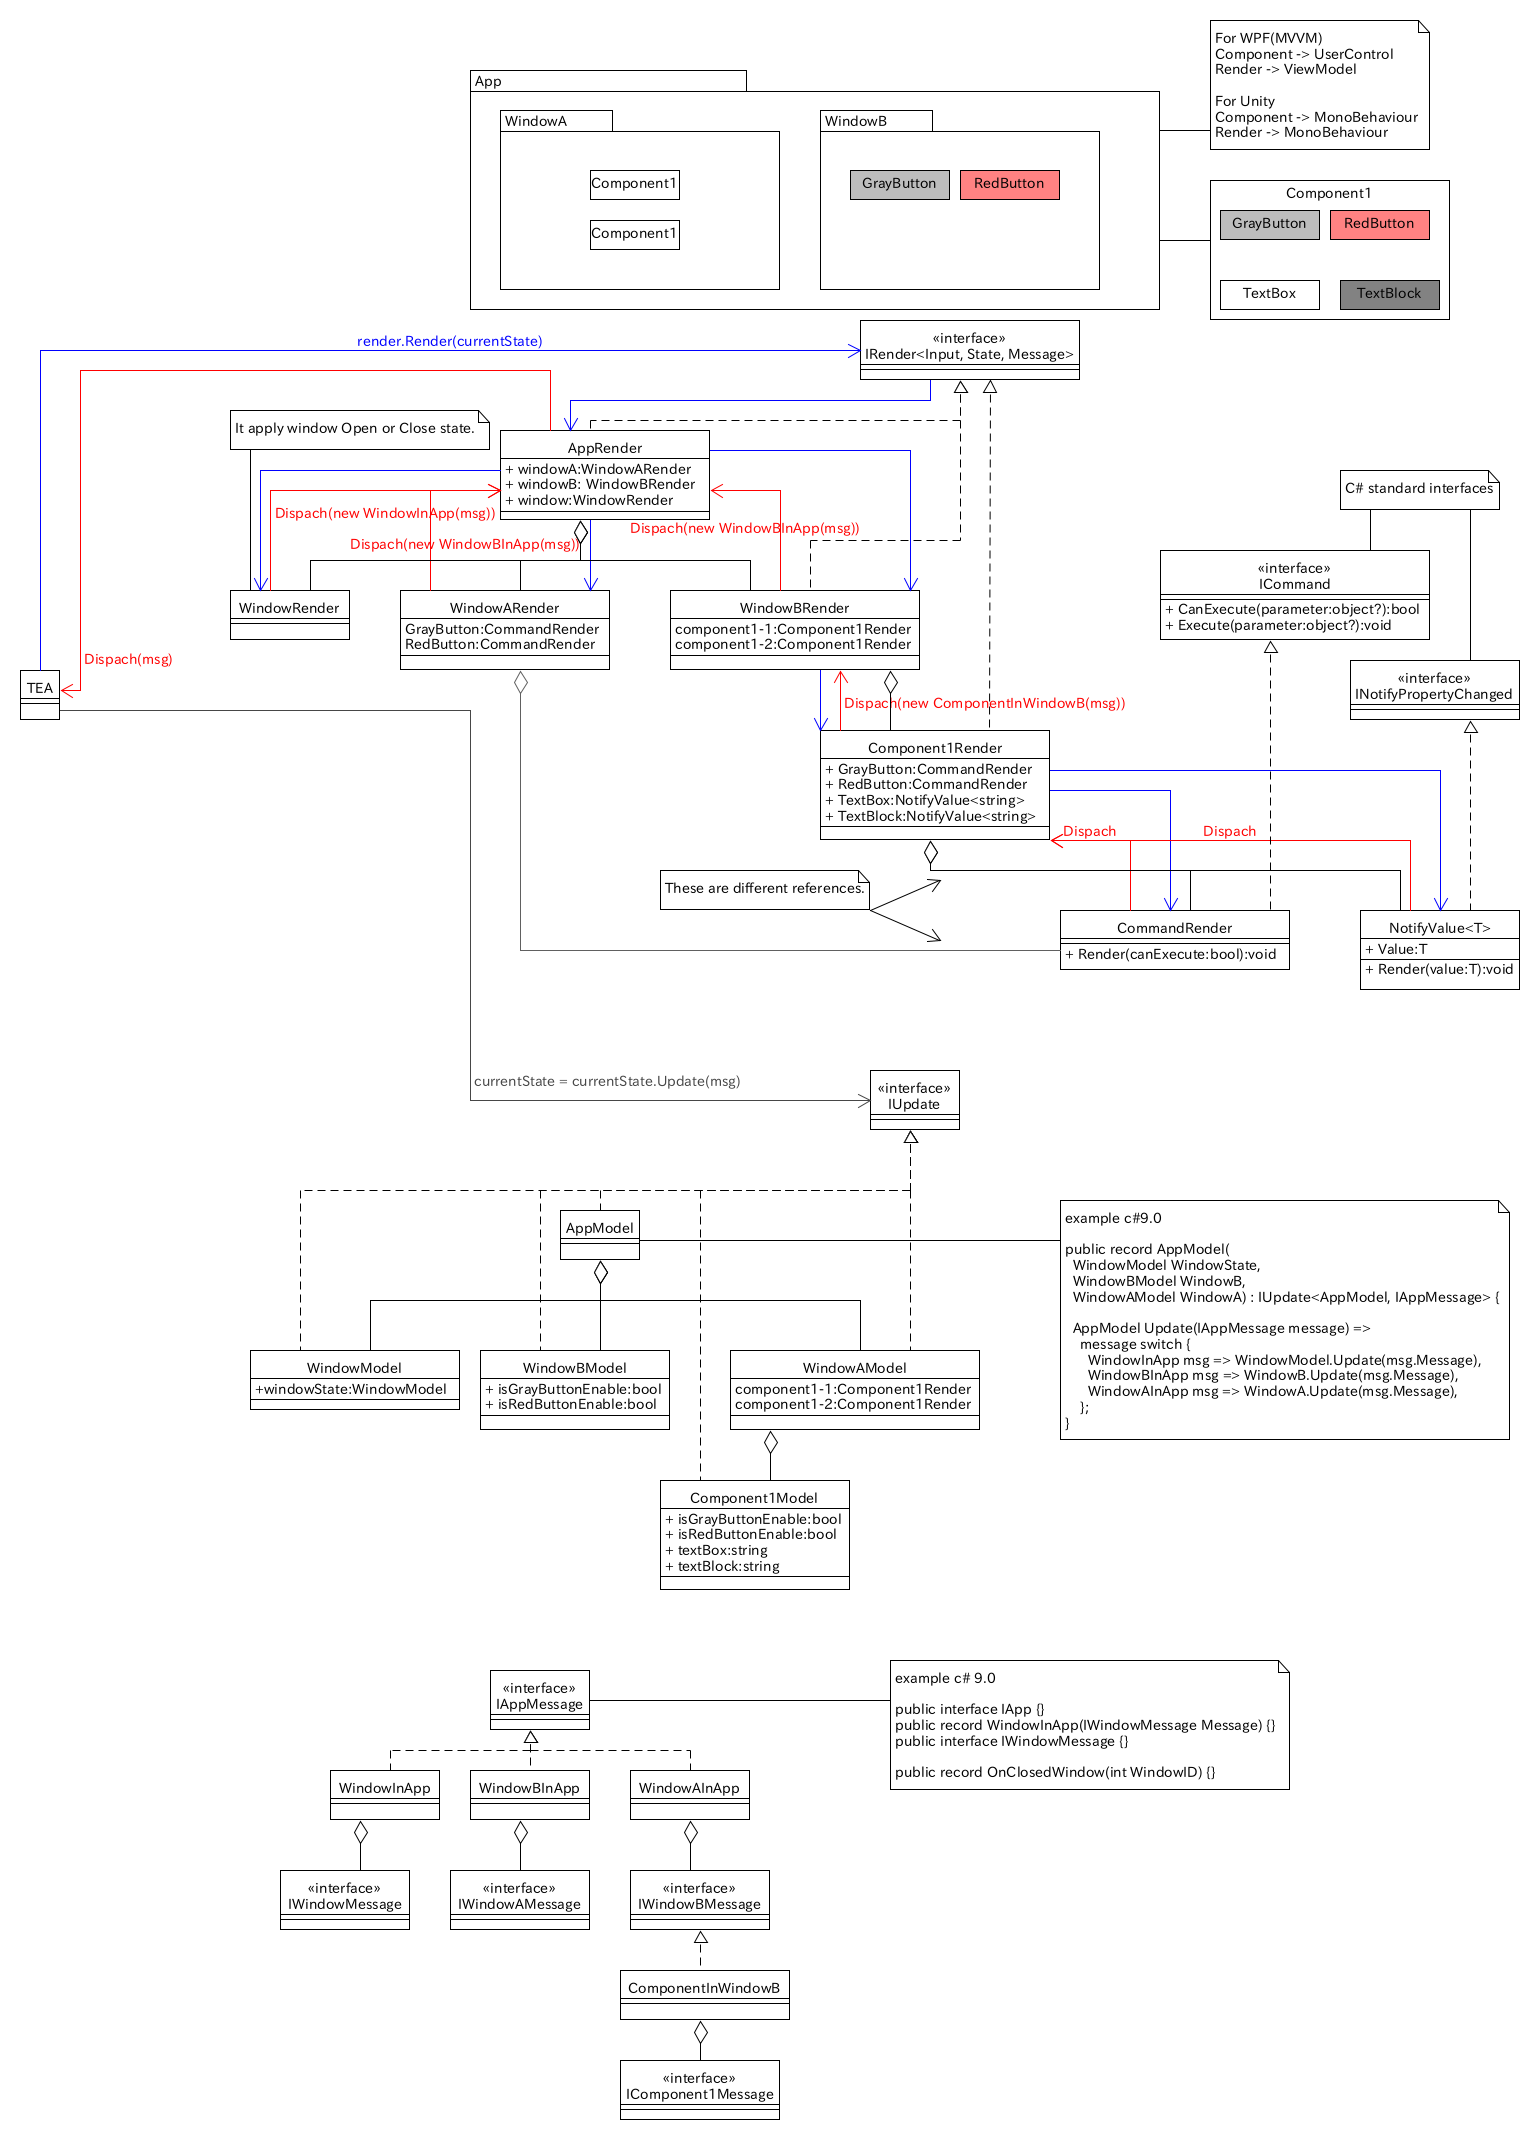 For WPF(MVVM)
Component -> UserControl
Render -> ViewModel
For Unity
Component -> MonoBehaviour
Render -> MonoBehaviour
App
WindowA
Component1
Component1
WindowB
GrayButton
RedButton
Component1
GrayButton
RedButton
TextBox
TextBlock
render.Render(currentState)
«interface»
IRender<Input, State, Message>
It apply window Open or Close state.
AppRender
+ windowA:WindowARender
+ windowB: WindowBRender
+ window:WindowRender
Dispach(new WindowInApp(msg))
Dispach(new WindowBInApp(msg))
Dispach(new WindowBInApp(msg))
C# standard interfaces
«interface»
ICommand
+ CanExecute(parameter:object?):bool
+ Execute(parameter:object?):void
WindowRender
WindowARender
GrayButton:CommandRender
RedButton:CommandRender
WindowBRender
component1-1:Component1Render
component1-2:Component1Render
Dispach(msg)
TEA
«interface»
INotifyPropertyChanged
Dispach(new ComponentInWindowB(msg))
Component1Render
+ GrayButton:CommandRender
+ RedButton:CommandRender
+ TextBox:NotifyValue<string>
+ TextBlock:NotifyValue<string>
Dispach
Dispach
These are different references.
CommandRender
+ Render(canExecute:bool):void
NotifyValue<T>
+ Value:T
+ Render(value:T):void
currentState = currentState.Update(msg)
«interface»
IUpdate
AppModel
example c#9.0
public record AppModel(
WindowModel WindowState,
WindowBModel WindowB,
WindowAModel WindowA) : IUpdate<AppModel, IAppMessage> {
AppModel Update(IAppMessage message) =>
message switch {
WindowInApp msg => WindowModel.Update(msg.Message),
WindowBInApp msg => WindowB.Update(msg.Message),
WindowAInApp msg => WindowA.Update(msg.Message),
};
}
WindowModel
+windowState:WindowModel
WindowBModel
+ isGrayButtonEnable:bool
+ isRedButtonEnable:bool
WindowAModel
component1-1:Component1Render
component1-2:Component1Render
Component1Model
+ isGrayButtonEnable:bool
+ isRedButtonEnable:bool
+ textBox:string
+ textBlock:string
«interface»
IAppMessage
example c# 9.0
public interface IApp {}
public record WindowInApp(IWindowMessage Message) {}
public interface IWindowMessage {}
public record OnClosedWindow(int WindowID) {}
WindowInApp
WindowBInApp
WindowAInApp
«interface»
IWindowMessage
«interface»
IWindowAMessage
«interface»
IWindowBMessage
ComponentInWindowB
«interface»
IComponent1Message